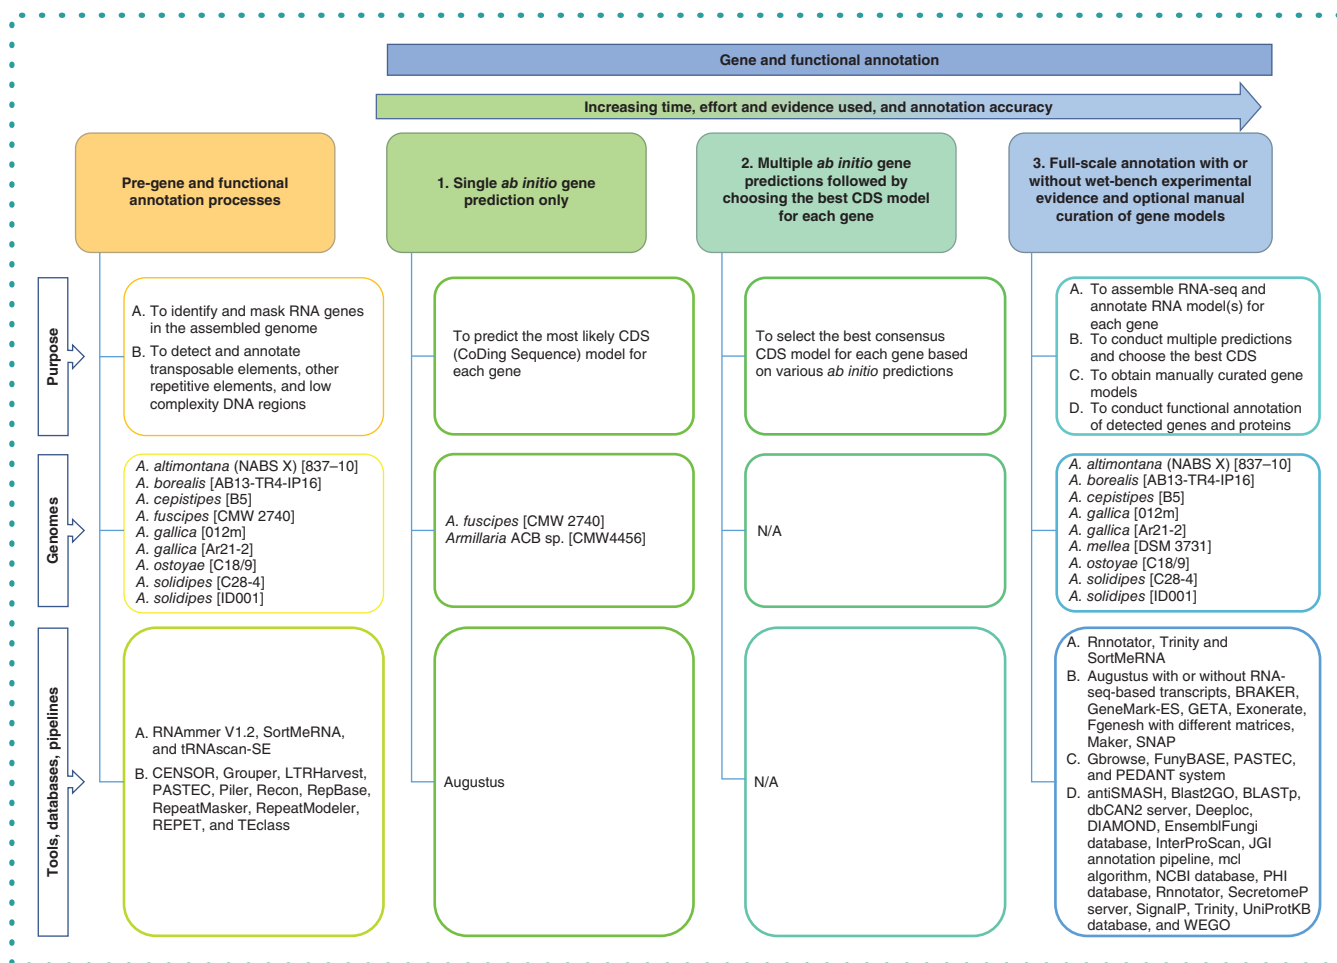 Gene and functional annotation
Increasing time, effort and evidence used, and annotation accuracy
Pre-gene and functional
annotation processes
1. Single ab initio gene
prediction only
2. Multiple ab initio gene
predictions followed by
choosing the best CDS model
for each gene
3. Full-scale annotation with or
without wet-bench experimental
evidence and optional manual
curation of gene models
Purpose
A. To identify and mask RNA genes
in the assembled genome
B. To detect and annotate
transposable elements, other
repetitive elements, and low
complexity DNA regions
To predict the most likely CDS
(CoDing Sequence) model for
each gene
To select the best consensus
CDS model for each gene based
on various ab initio predictions
A. To assemble RNA-seq and
annotate RNA model(s) for
each gene
B. To conduct multiple predictions
and choose the best CDS
C. To obtain manually curated gene
models
D. To conduct functional annotation
of detected genes and proteins
Genomes
A. altimontana (NABS X) [837–10]
A. borealis [AB13-TR4-IP16]
A. cepistipes [B5]
A. fuscipes [CMW 2740]
A. gallica [012m]
A. gallica [Ar21-2]
A. ostoyae [C18/9]
A. solidipes [C28-4]
A. solidipes [ID001]
A. fuscipes [CMW 2740]
Armillaria ACB sp. [CMW4456]
N/A
A. altimontana (NABS X) [837–10]
A. borealis [AB13-TR4-IP16]
A. cepistipes [B5]
A. gallica [012m]
A. gallica [Ar21-2]
A. mellea [DSM 3731]
A. ostoyae [C18/9]
A. solidipes [C28-4]
A. solidipes [ID001]
Tools, databases, pipelines
A. RNAmmer V1.2, SortMeRNA,
and tRNAscan-SE
B. CENSOR, Grouper, LTRHarvest,
PASTEC, Piler, Recon, RepBase,
RepeatMasker, RepeatModeler,
REPET, and TEclass
Augustus
N/A
A. Rnnotator, Trinity and
SortMeRNA
B. Augustus with or without RNA-
seq-based transcripts, BRAKER,
GeneMark-ES, GETA, Exonerate,
Fgenesh with different matrices,
Maker, SNAP
C. Gbrowse, FunyBASE, PASTEC,
and PEDANT system
D. antiSMASH, Blast2GO, BLASTp,
dbCAN2 server, Deeploc,
DIAMOND, EnsemblFungi
database, InterProScan, JGI
annotation pipeline, mcl
algorithm, NCBI database, PHI
database, Rnnotator, SecretomeP
server, SignalP, Trinity, UniProtKB
database, and WEGO